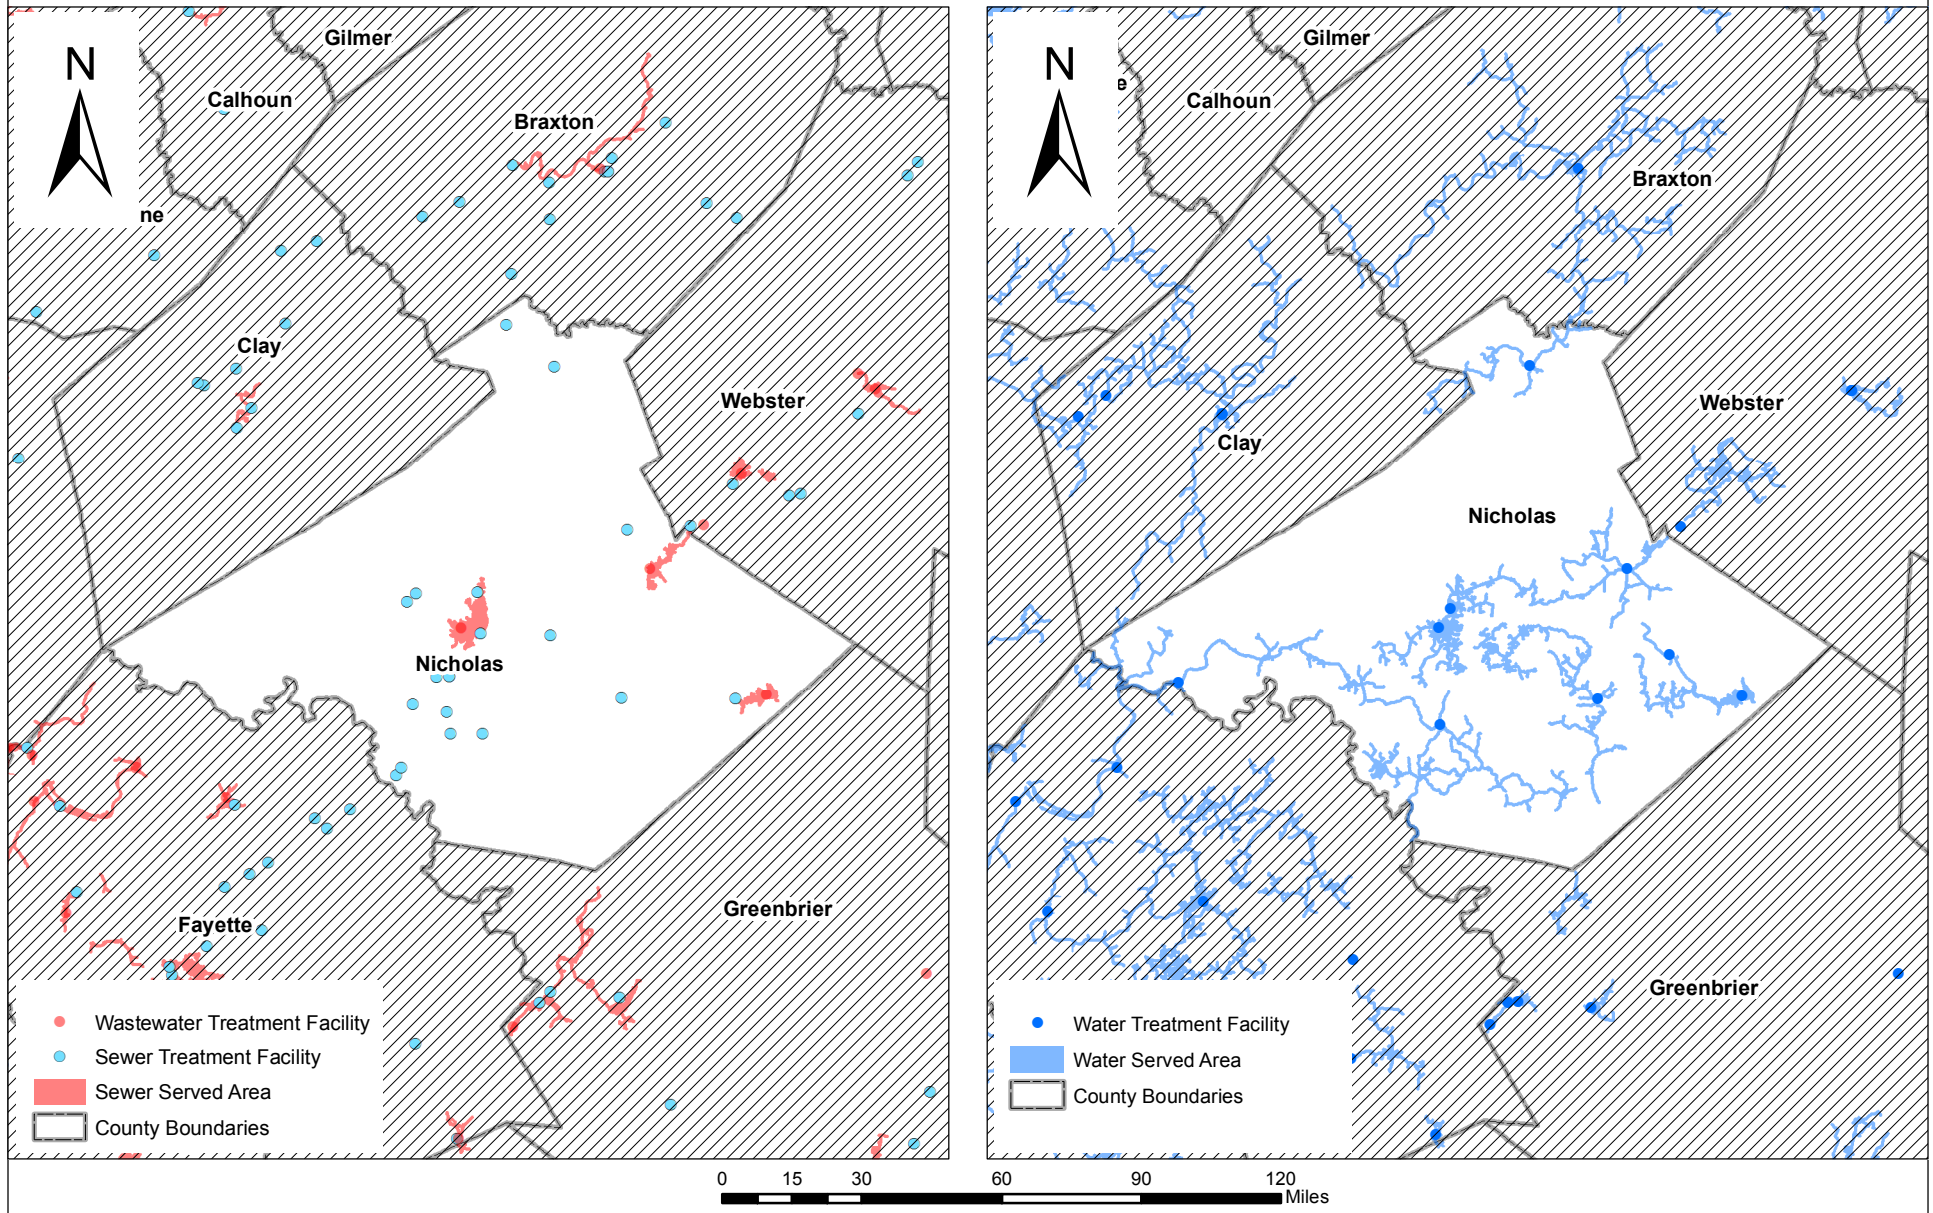 N
Gilmer
Calhoun
Braxton
ne
Clay
Webster
Nicholas
Fayette
Greenbrier
Wastewater Treatment Facility
Sewer Treatment Facility
Sewer Served Area
County Boundaries
N
Gilmer
e
Calhoun
Braxton
Webster
Clay
Nicholas
Greenbrier
Water Treatment Facility
Water Served Area
County Boundaries
0 15 30 60 90 120
Miles